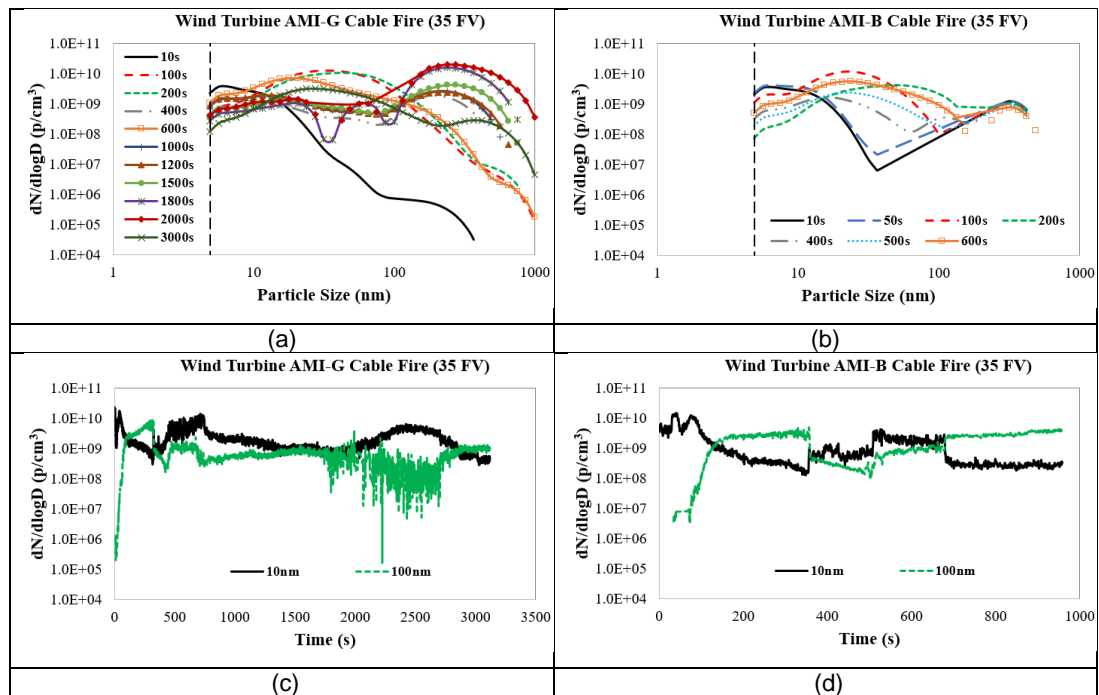 Wind Turbine AMI-G Cable Fire (35 FV)
dN/dlogD (p/cm³)
1.0E+11
1.0E+10
1.0E+09
1.0E+08
1.0E+07
1.0E+06
1.0E+05
1.0E+04
10s
100s
200s
400s
600s
1000s
1200s
1500s
1800s
2000s
3000s
1 10 100 1000
Particle Size (nm)
(a)
Wind Turbine AMI-B Cable Fire (35 FV)
dN/dlogD (p/cm³)
1.0E+11
1.0E+10
1.0E+09
1.0E+08
1.0E+07
1.0E+06
1.0E+05
1.0E+04
10s 50s 100s 200s
400s 500s 600s
1 10 100 1000
Particle Size (nm)
(b)
Wind Turbine AMI-G Cable Fire (35 FV)
dN/dlogD (p/cm³)
1.0E+11
1.0E+10
1.0E+09
1.0E+08
1.0E+07
1.0E+06
1.0E+05
1.0E+04
10nm 100nm
0 500 1000 1500 2000 2500 3000 3500
Time (s)
(c)
Wind Turbine AMI-B Cable Fire (35 FV)
dN/dlogD (p/cm³)
1.0E+11
1.0E+10
1.0E+09
1.0E+08
1.0E+07
1.0E+06
1.0E+05
1.0E+04
10nm 100nm
0 200 400 600 800 1000
Time (s)
(d)